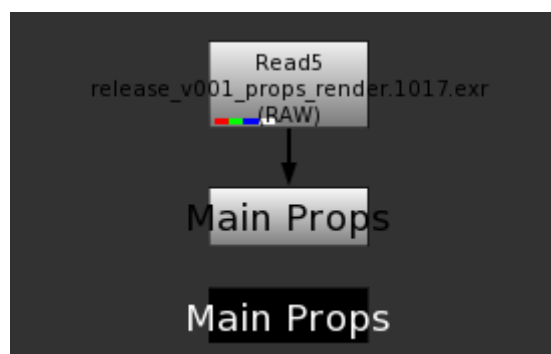 Read5
release_v001_props_render.1017.exr
(RAW)
Main Props
Main Props